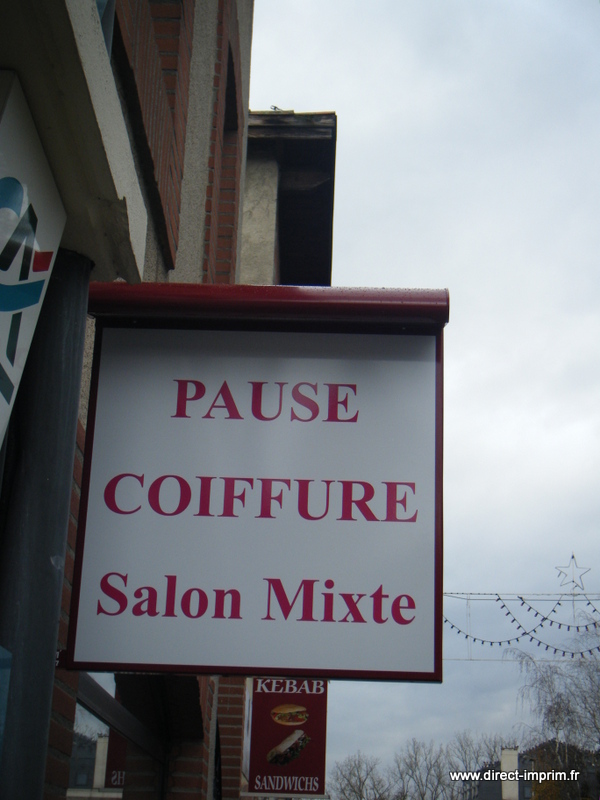 PAUSE
COIFFURE
Salon Mixte
KEBAB
SANDWICHS
www.direct-imprim.fr